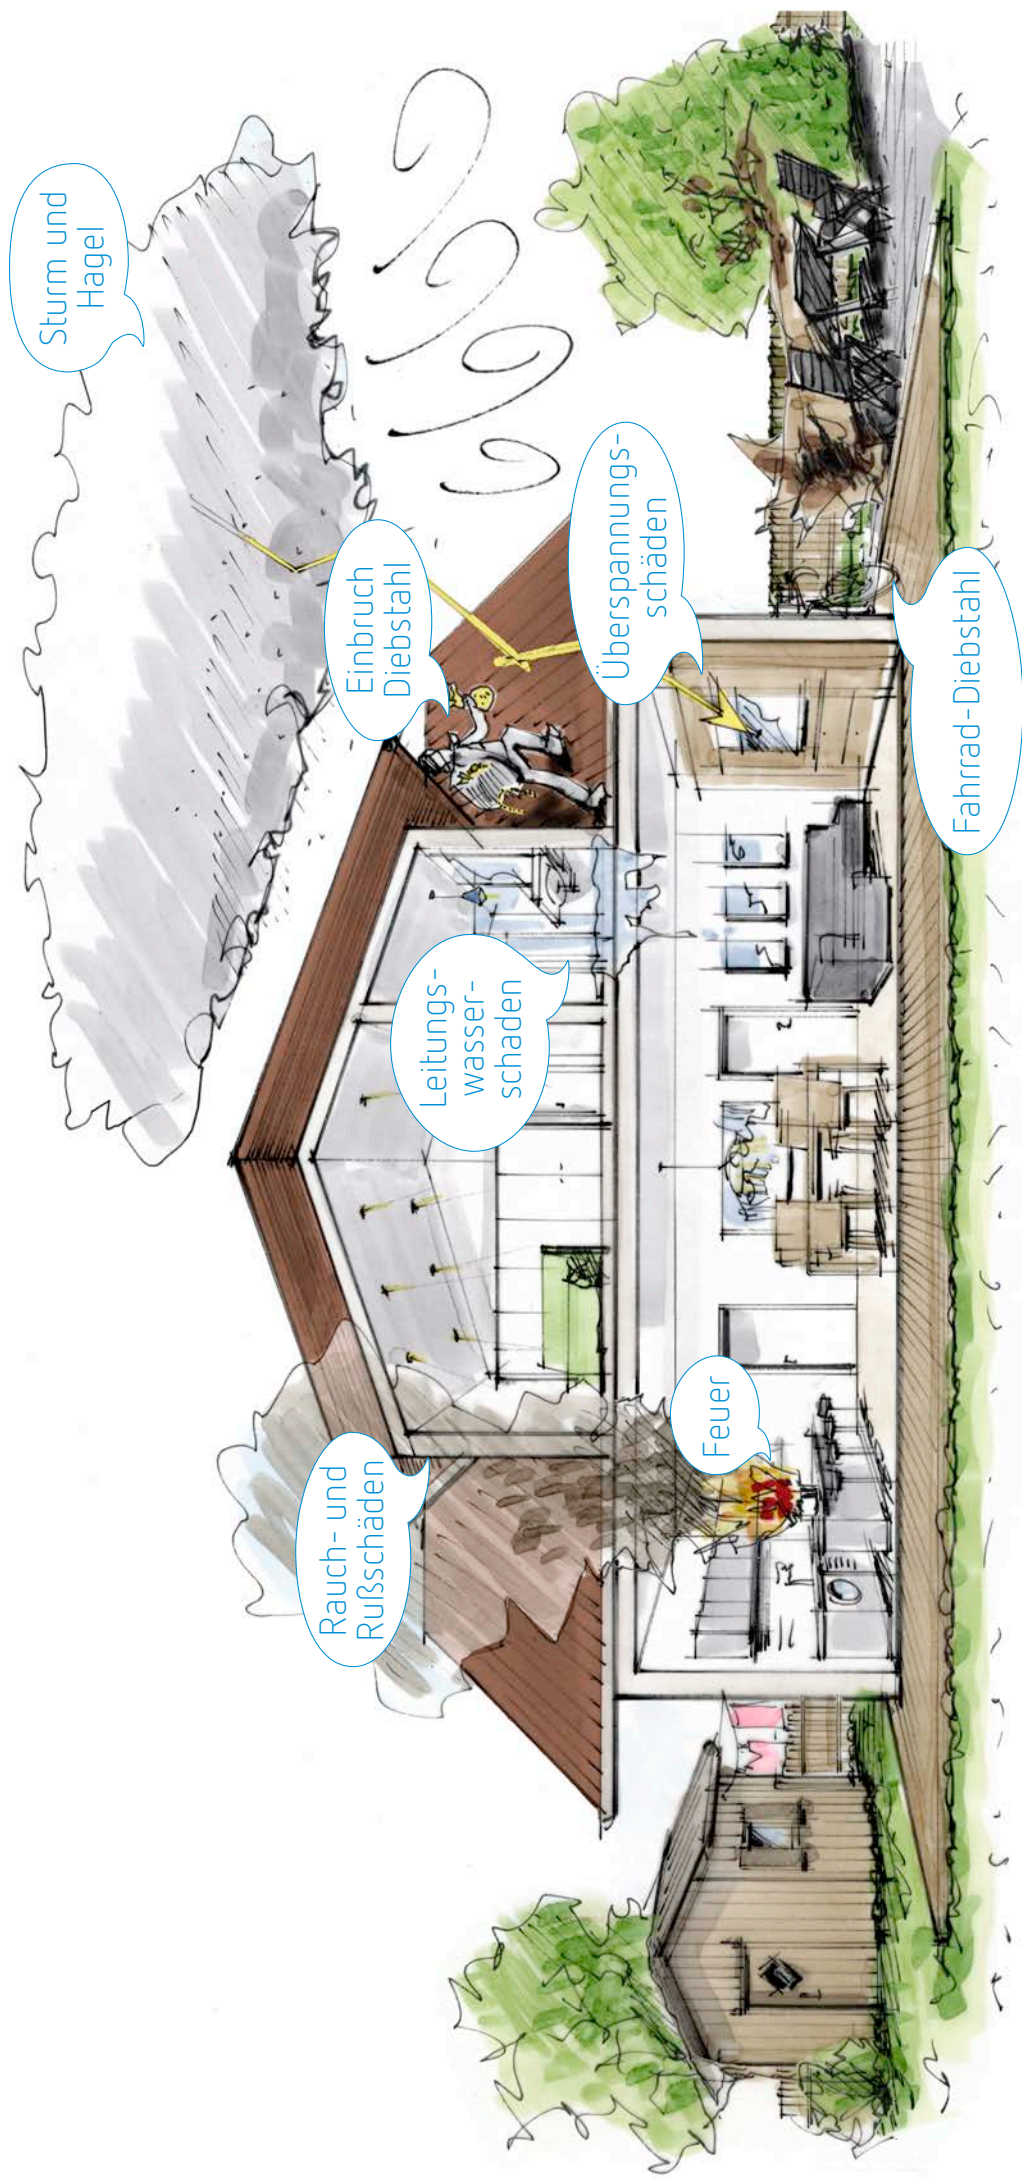 Sturm und
Hagel
Einbruch
Diebstahl
Überspannungs-
schäden
Fahrrad-Diebstahl
Leitungs-
wasser-
schaden
Rauch- und
Rußschäden
Feuer